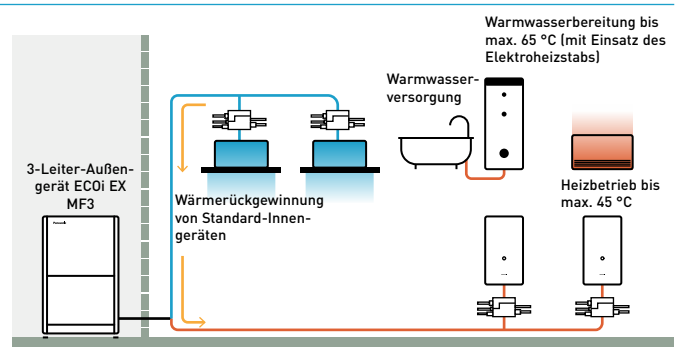 Warmwasserbereitung bis
max. 65 °C (mit Einsatz des
Elektroheizstabs)
Warmwasser-
versorgung
3-Leiter-Außen-
gerät ECOi EX
MF3
Wärmerückgewinnung
von Standard-Innen-
geräten
Heizbetrieb bis
max. 45 °C